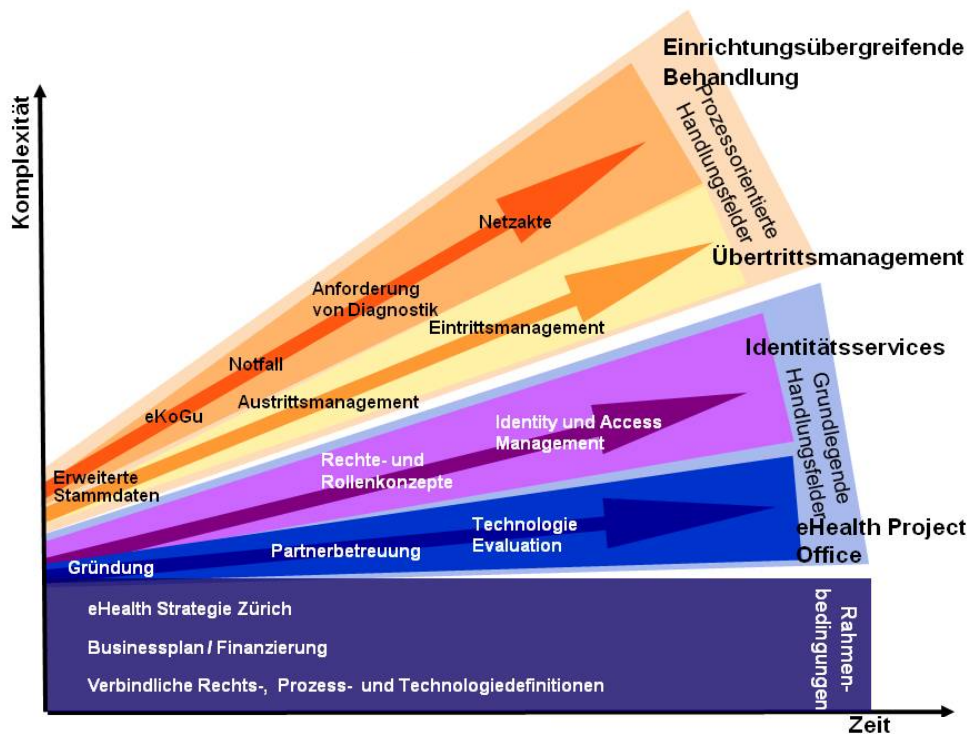 Einrichtungsübergreifende
Behandlung
Prozessorientierte
Handlungsfelder
Komplexität
Netzakte
Übertrittsmanagement
Anforderung
von Diagnostik
Eintrittsmanagement
Identitätsservices
Notfall
Austrittsmanagement
eKoGu
Grundlegende
Handlungsfelder
Identity und Access
Management
Rechte- und
Rollenkonzepte
Erweiterte
Stammdaten
Technologie
Evaluation
eHealth Project
Office
Partnerbetreuung
Gründung
eHealth Strategie Zürich
Businessplan / Finanzierung
Verbindliche Rechts-, Prozess- und Technologiedefinitionen
Rahmen-
bedingungen
Zeit